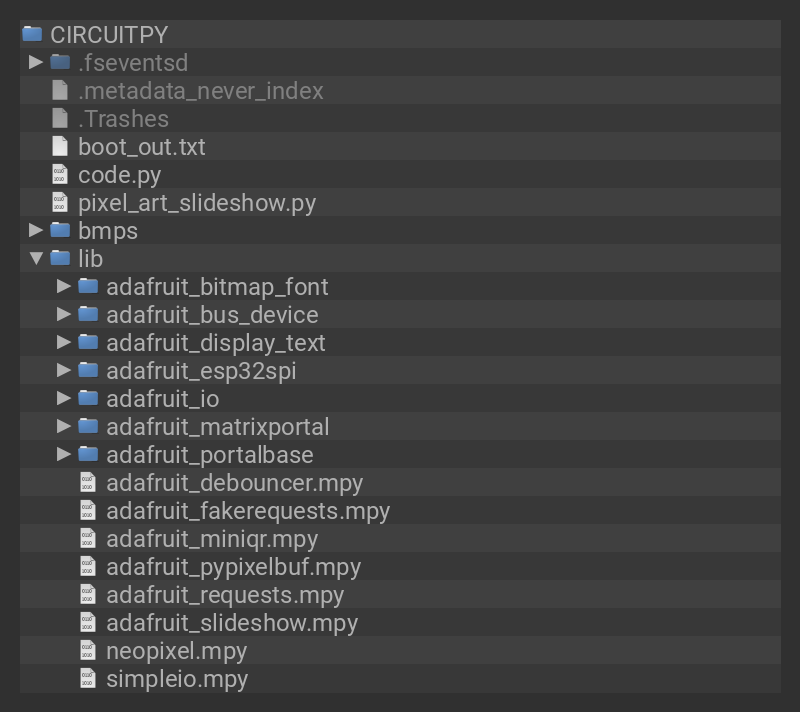 CIRCUITPY
.fseventsd
.metadata_never_index
.Trashes
boot_out.txt
code.py
pixel_art_slideshow.py
bmps
lib
adafruit_bitmap_font
adafruit_bus_device
adafruit_display_text
adafruit_esp32spi
adafruit_io
adafruit_matrixportal
adafruit_portalbase
adafruit_debouncer.mpy
adafruit_fakerequests.mpy
adafruit_miniqr.mpy
adafruit_pypixelbuf.mpy
adafruit_requests.mpy
adafruit_slideshow.mpy
neopixel.mpy
simpleio.mpy